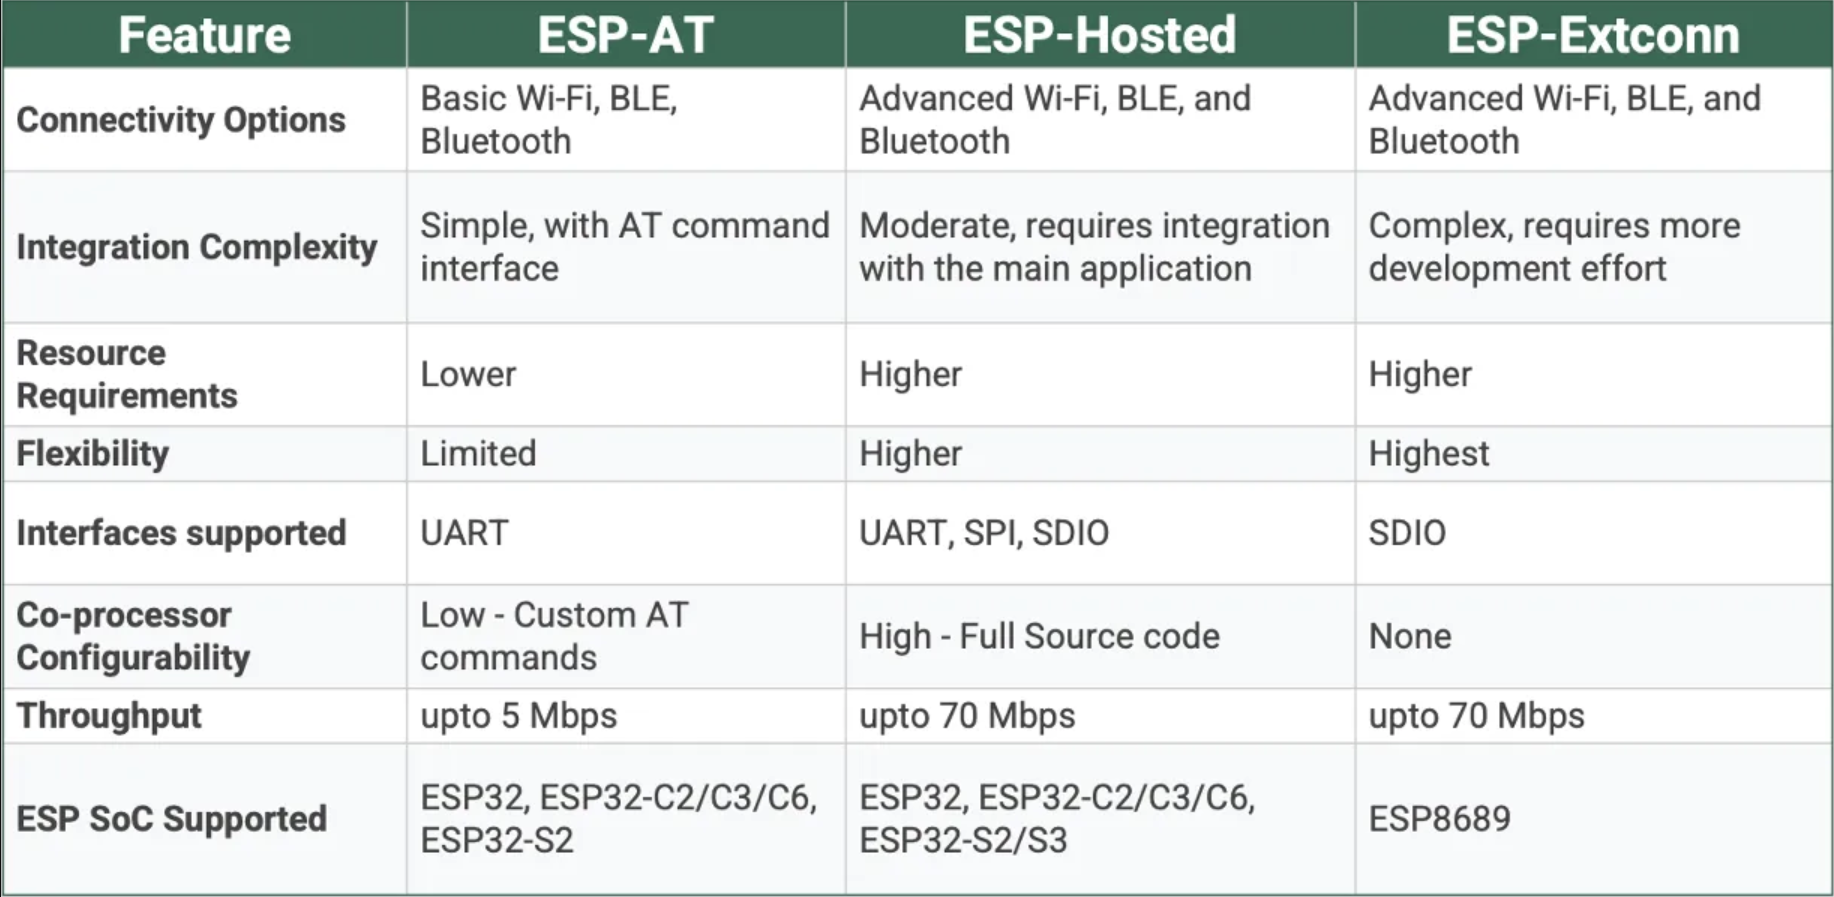 Feature ESP-AT ESP-Hosted ESP-Extconn
Connectivity Options
Basic Wi-Fi, BLE,
Bluetooth
Advanced Wi-Fi, BLE, and
Bluetooth
Advanced Wi-Fi, BLE, and
Bluetooth
Integration Complexity
Simple, with AT command
interface
Moderate, requires integration
with the main application
Complex, requires more
development effort
Resource
Requirements
Lower
Higher
Higher
Flexibility
Limited
Higher
Highest
Interfaces supported
UART
UART, SPI, SDIO
SDIO
Co-processor
Configurability
Low - Custom AT
commands
High - Full Source code
None
Throughput
upto 5 Mbps
upto 70 Mbps
upto 70 Mbps
ESP SoC Supported
ESP32, ESP32-C2/C3/C6,
ESP32-S2
ESP32, ESP32-C2/C3/C6,
ESP32-S2/S3
ESP8689